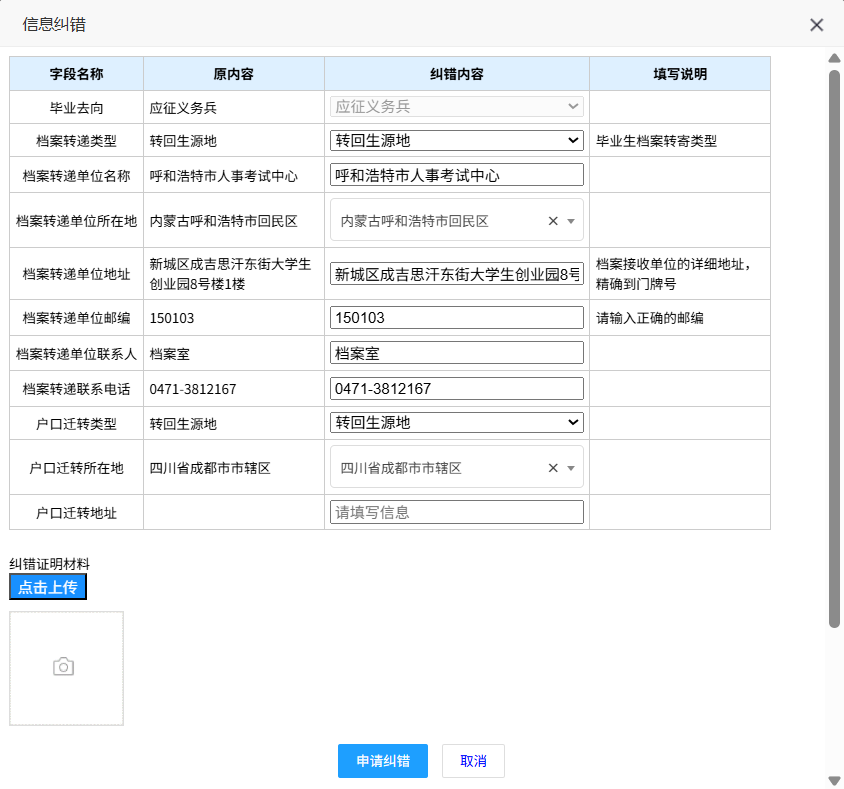 信息纠错
字段名称 原内容 纠错内容 填写说明
毕业去向 应征义务兵 应征义务兵
档案转递类型 转回生源地 转回生源地 毕业生档案转寄类型
档案转递单位名称 呼和浩特市人事考试中心 呼和浩特市人事考试中心
档案转递单位所在地 内蒙古呼和浩特市回民区 内蒙古呼和浩特市回民区
档案转递单位地址 新城区成吉思汗东街大学生创业园8号楼1楼 新城区成吉思汗东街大学生创业园8号 档案接收单位的详细地址，精确到门牌号
档案转递单位邮编 150103 150103 请输入正确的邮编
档案转递单位联系人 档案室 档案室
档案转递联系电话 0471-3812167 0471-3812167
户口迁转类型 转回生源地 转回生源地
户口迁转所在地 四川省成都市市辖区 四川省成都市市辖区
户口迁转地址 请填写信息
纠错证明材料
点击上传
申请纠错 取消